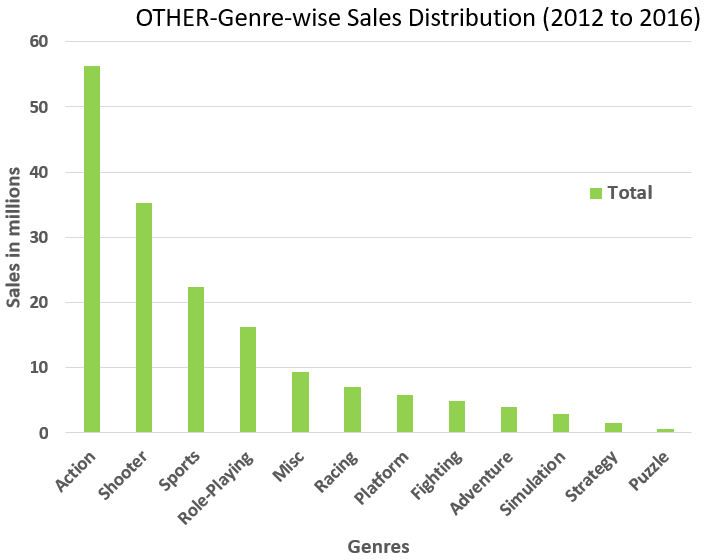 OTHER-Genre-wise Sales Distribution (2012 to 2016)
60
50
40
30
20
10
0
Sales in millions
Total
Action
Shooter
Sports
Role-Playing
Misc
Racing
Platform
Fighting
Adventure
Simulation
Strategy
Puzzle
Genres